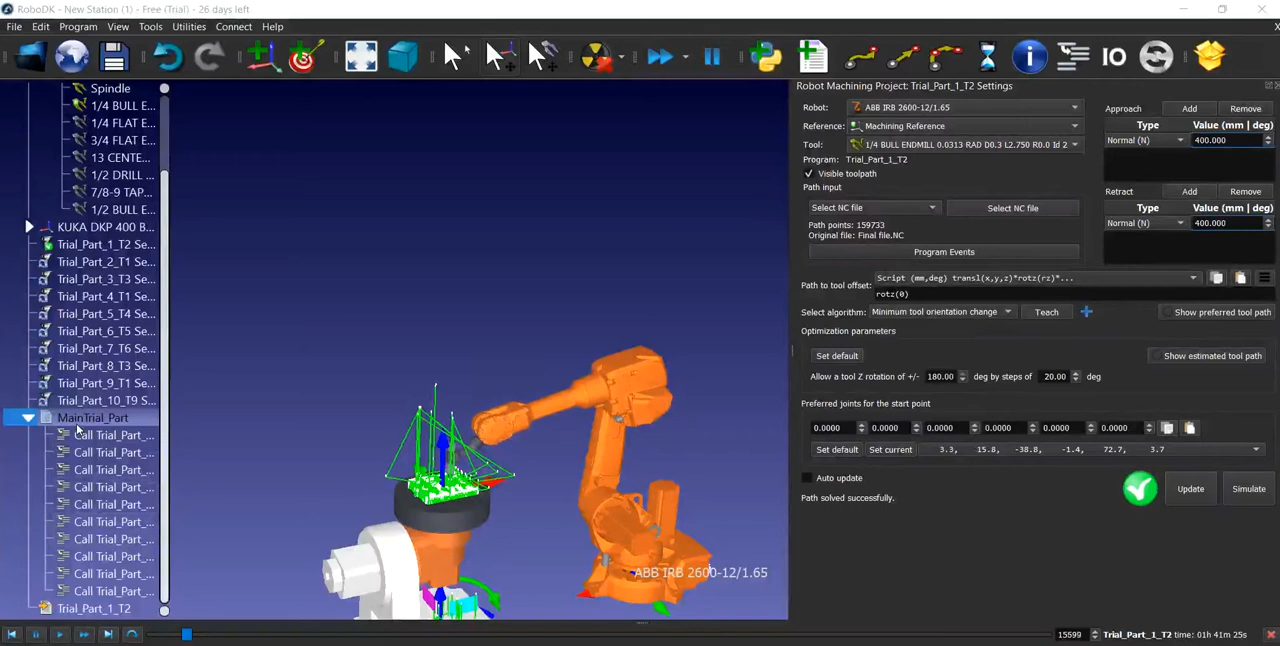 RoboDK - New Station (1) - Free (Trial) - 26 days left
File Edit Program View Tools Utilities Connect Help
IO
Spindle
1/4 BULL E...
1/4 FLAT E...
3/4 FLAT E...
13 CENTE...
1/2 DRILL ...
7/8-9 TAP...
1/2 BULL E...
KUKA DKP 400 B...
Trial_Part_1_T2 Se...
Trial_Part_2_T1 Se...
Trial_Part_3_T3 Se...
Trial_Part_4_T1 Se...
Trial_Part_5_T4 Se...
Trial_Part_6_T5 Se...
Trial_Part_7_T6 Se...
Trial_Part_8_T3 Se...
Trial_Part_9_T1 Se...
Trial_Part_10_T9 S...
MainTrial_Part
Call Trial_Part_...
Call Trial_Part_...
Call Trial_Part_...
Call Trial_Part_...
Call Trial_Part_...
Call Trial_Part_...
Call Trial_Part_...
Call Trial_Part_...
Call Trial_Part_...
Call Trial_Part_...
Trial_Part_1_T2
ABB IRB 2600-12/1.65
Robot Machining Project: Trial_Part_1_T2 Settings
Robot: ABB IRB 2600-12/1.65
Reference: Machining Reference
Tool: 1/4 BULL ENDMILL 0.0313 RAD D0.3 L2.750 R0.0 Id 2
Program: Trial_Part_1_T2
Visible toolpath
Path input
Select NC file Select NC file
Path points: 159733
Original file: Final file.NC
Program Events
Approach Add Remove
Type Value (mm | deg)
Normal (N) 400.000
Retract Add Remove
Type Value (mm | deg)
Normal (N) 400.000
Path to tool offset: Script (mm,deg) transl(x,y,z)*rotz(rz)*...
rotz(0)
Select algorithm: Minimum tool orientation change Teach Show preferred tool path
Optimization parameters
Set default Show estimated tool path
Allow a tool Z rotation of +/- 180.00 deg by steps of 20.00 deg
Preferred joints for the start point
0.0000 0.0000 0.0000 0.0000 0.0000 0.0000
Set default Set current 3.3, 15.8, -38.8, -1.4, 72.7, 3.7
Auto update
Path solved successfully.
Update Simulate
15699 Trial_Part_1_T2 time: 01h 41m 25s